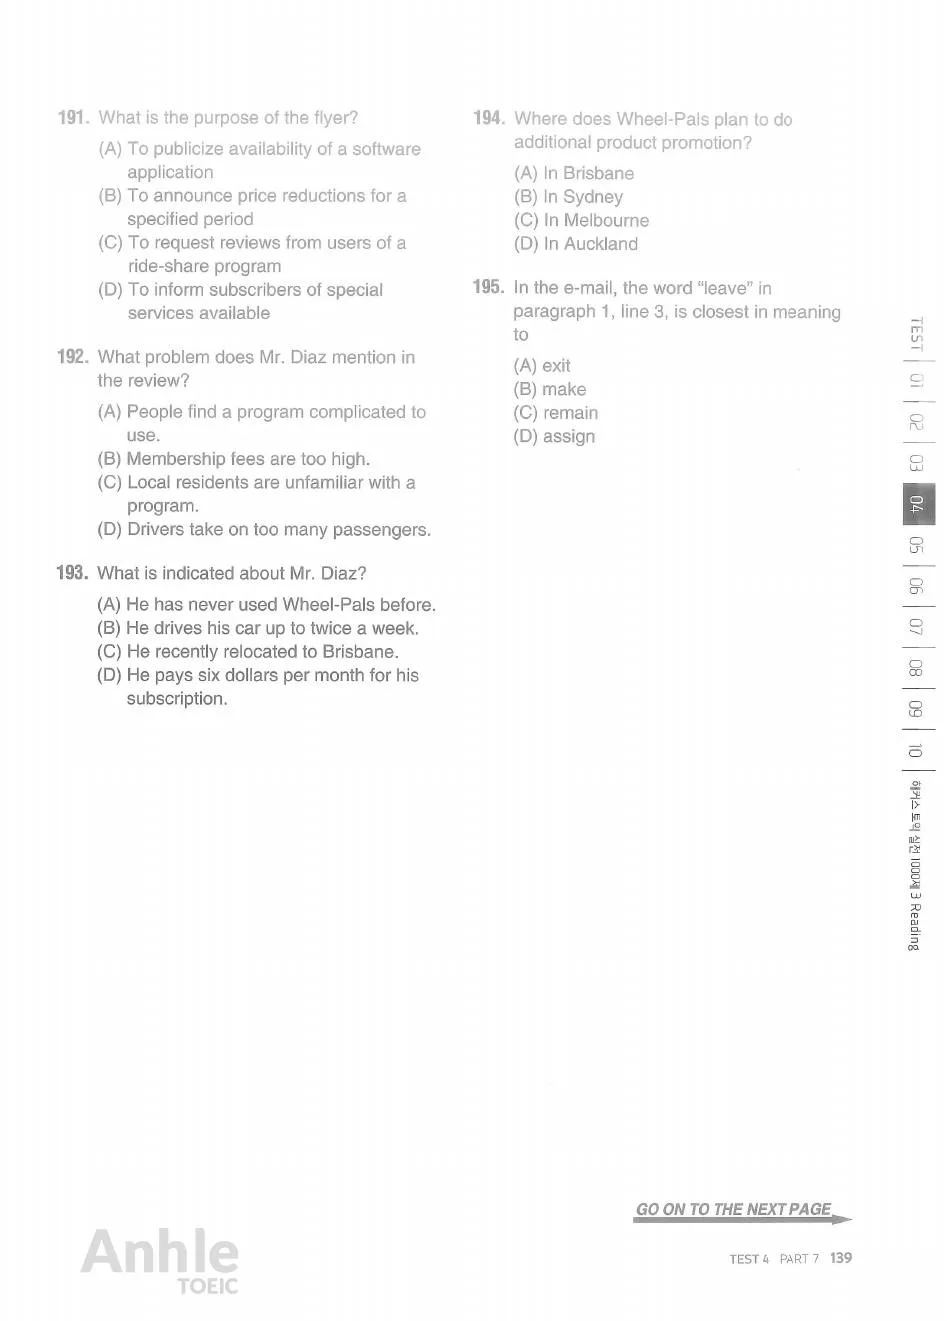 191. What is the purpose of the flyer?
(A) To publicize availability of a software
application
(B) To announce price reductions for a
specified period
(C) To request reviews from users of a
ride-share program
(D) To inform subscribers of special
services available
192. What problem does Mr. Diaz mention in
the review?
(A) People find a program complicated to
use.
(B) Membership fees are too high.
(C) Local residents are unfamiliar with a
program.
(D) Drivers take on too many passengers.
193. What is indicated about Mr. Diaz?
(A) He has never used Wheel-Pals before.
(B) He drives his car up to twice a week.
(C) He recently relocated to Brisbane.
(D) He pays six dollars per month for his
subscription.
194. Where does Wheel-Pals plan to do
additional product promotion?
(A) In Brisbane
(B) In Sydney
(C) In Melbourne
(D) In Auckland
195. In the e-mail, the word “leave” in
paragraph 1, line 3, is closest in meaning
to
(A) exit
(B) make
(C) remain
(D) assign
TEST 01 02 03 04 05 06 07 08 09 10
해커스 토익 실전 1000제 3 Reading
GO ON TO THE NEXT PAGE
TEST 4 PART 7 139
Anhle
TOEIC